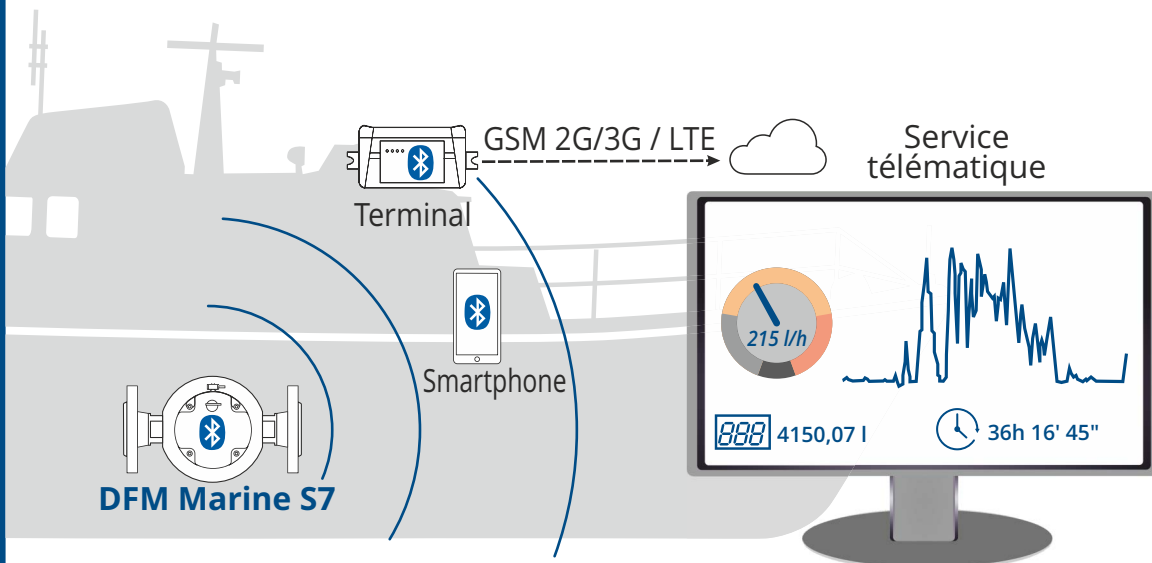 GSM 2G/3G / LTE
Service
télématique
Terminal
Smartphone
DFM Marine S7
215 l/h
888 4150,07 l
36h 16' 45"